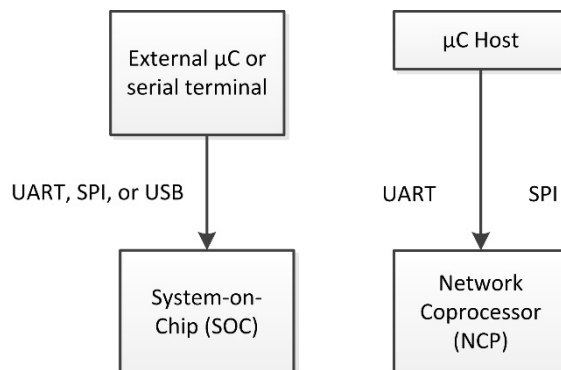 External µC or
serial terminal
UART, SPI, or USB
System-on-
Chip (SOC)
µC Host
UART
SPI
Network
Coprocessor
(NCP)